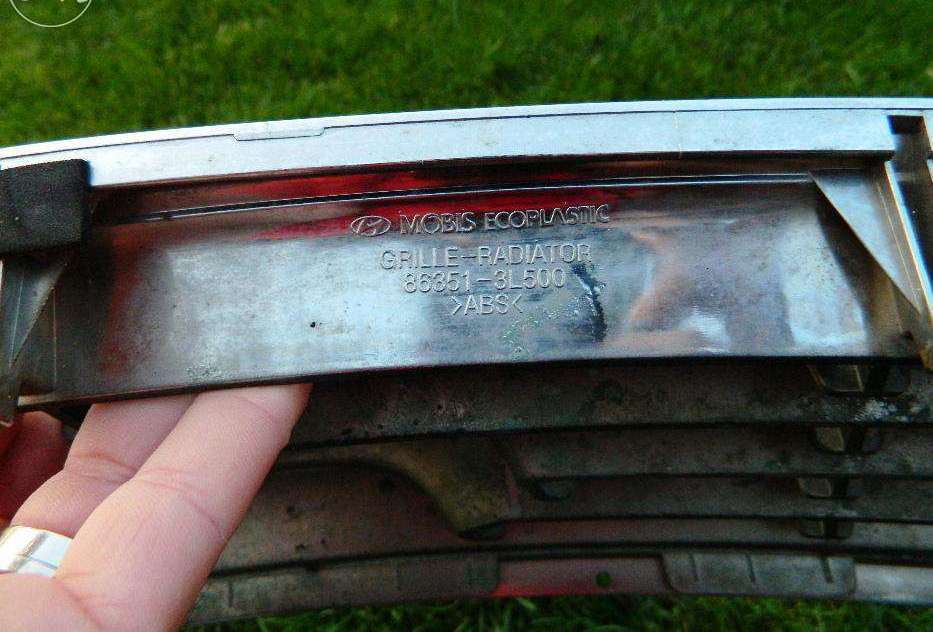 MOBIS ECOPLASTIC
GRILLE-RADIATOR
86351-3L500
>ABS<